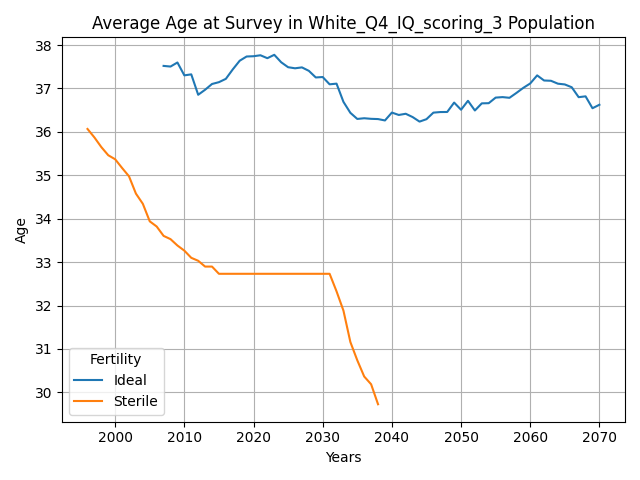 Average Age at Survey in White_Q4_IQ_scoring_3 Population
38
37
36
35
34
33
32
31
30
Age
Fertility
Ideal
Sterile
2000
2010
2020
2030
2040
2050
2060
2070
Years